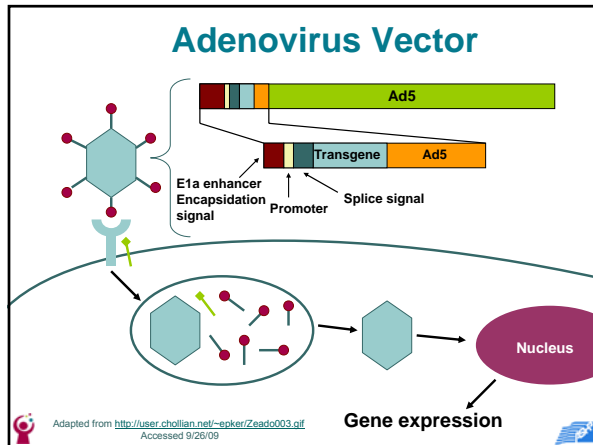 Adenovirus Vector
Ad5
Transgene
Ad5
E1a enhancer
Encapsidation
signal
Promoter
Splice signal
Nucleus
Gene expression
Adapted from http://user.chollian.net/~epker/Zeado003.gif
Accessed 9/26/09